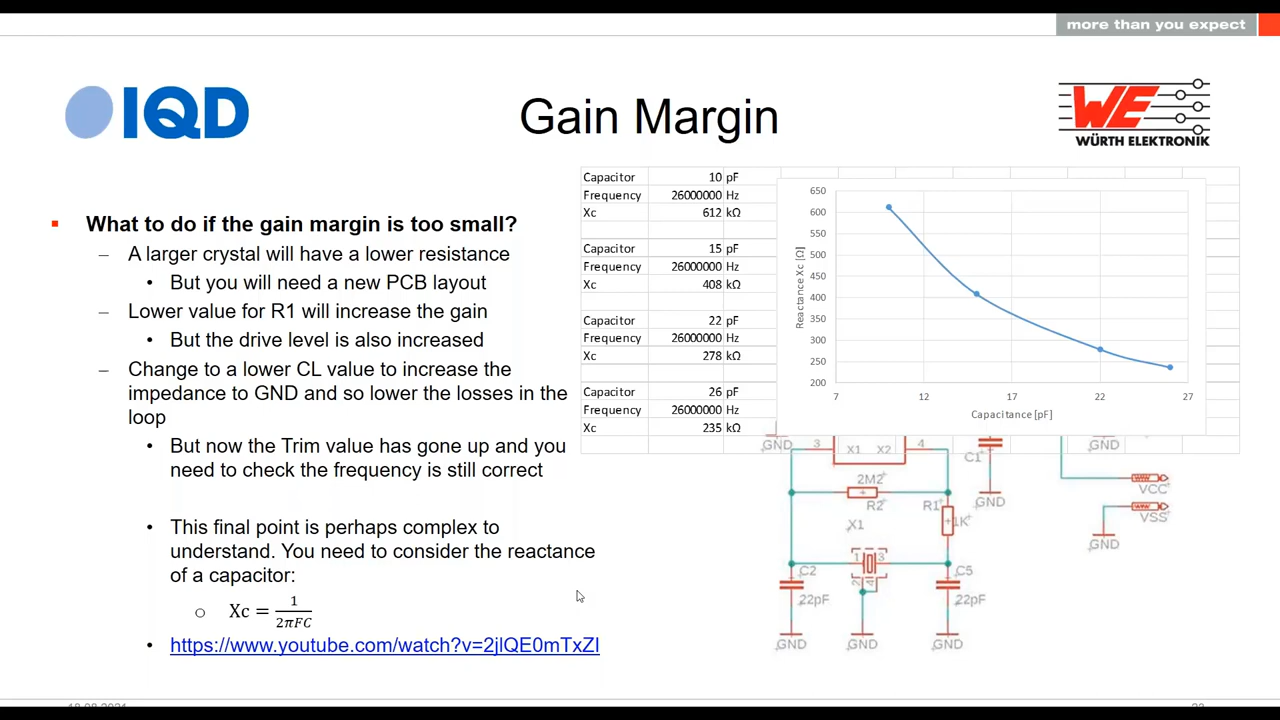 more than you expect
IQD
Gain Margin
WE
WÜRTH ELEKTRONIK
▪ What to do if the gain margin is too small?
– A larger crystal will have a lower resistance
• But you will need a new PCB layout
– Lower value for R1 will increase the gain
• But the drive level is also increased
– Change to a lower CL value to increase the
impedance to GND and so lower the losses in the
loop
• But now the Trim value has gone up and you
need to check the frequency is still correct
• This final point is perhaps complex to
understand. You need to consider the reactance
of a capacitor:
○ Xc = 1 / 2πFC
• https://www.youtube.com/watch?v=2jlQE0mTxZI
Capacitor 10 pF
Frequency 26000000 Hz
Xc 612 kΩ
Capacitor 15 pF
Frequency 26000000 Hz
Xc 408 kΩ
Capacitor 22 pF
Frequency 26000000 Hz
Xc 278 kΩ
Capacitor 26 pF
Frequency 26000000 Hz
Xc 235 kΩ
Reactance Xc [Ω]
650
600
550
500
450
400
350
300
250
200
7 12 17 22 27
Capacitance [pF]
GND 3 X1 X2 4 C1 GND
2M2
R2 R1 GND VCC
X1 1K VSS
GND
1 3
C2 2 4 C5
22pF 22pF
GND GND GND